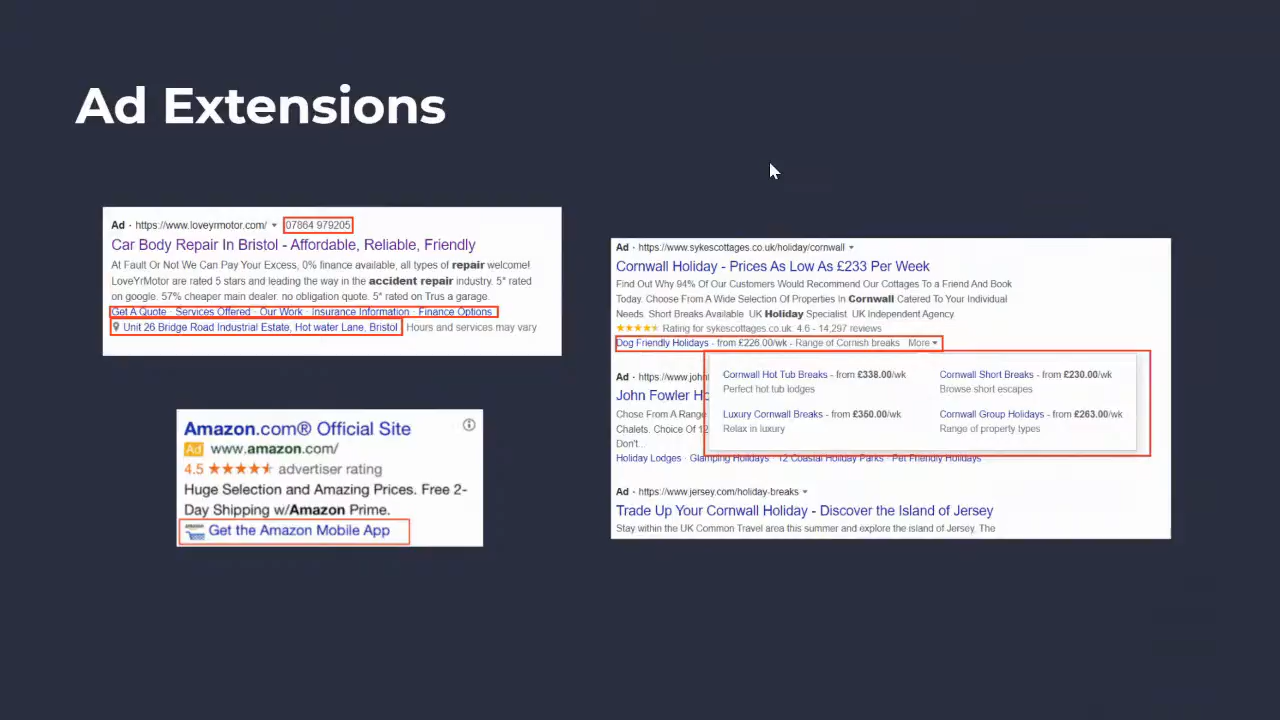 Ad Extensions
Ad · https://www.loveyrmotor.com/ 07864 979205
Car Body Repair In Bristol - Affordable, Reliable, Friendly
At Fault Or Not We Can Pay Your Excess, 0% finance available, all types of repair welcome!
LoveYrMotor are rated 5 stars and leading the way in the accident repair industry. 5* rated
on google. 57% cheaper main dealer. no obligation quote. 5* rated on Trus a garage.
Get A Quote · Services Offered · Our Work · Insurance Information · Finance Options
Unit 26 Bridge Road Industrial Estate, Hot water Lane, Bristol Hours and services may vary
Amazon.com® Official Site
Ad www.amazon.com/
4.5 advertiser rating
Huge Selection and Amazing Prices. Free 2-
Day Shipping w/Amazon Prime.
Get the Amazon Mobile App
Ad · https://www.sykescottages.co.uk/holiday/cornwall
Cornwall Holiday - Prices As Low As £233 Per Week
Find Out Why 94% Of Our Customers Would Recommend Our Cottages To a Friend And Book
Today. Choose From A Wide Selection Of Properties In Cornwall Catered To Your Individual
Needs. Short Breaks Available. UK Holiday Specialist. UK Independent Agency.
Rating for sykescottages.co.uk: 4.6 - 14,297 reviews
Dog Friendly Holidays - from £226.00/wk - Range of Cornish breaks More
Cornwall Hot Tub Breaks - from £338.00/wk
Perfect hot tub lodges
Cornwall Short Breaks - from £230.00/wk
Browse short escapes
Luxury Cornwall Breaks - from £350.00/wk
Relax in luxury
Cornwall Group Holidays - from £263.00/wk
Range of property types
Ad · https://www.john
John Fowler Ho
Chose From A Range
Chalets. Choice Of 12
Don't...
Holiday Lodges · Glamping Holidays · 12 Coastal Holiday Parks · Pet Friendly Holidays
Ad · https://www.jersey.com/holiday-breaks
Trade Up Your Cornwall Holiday - Discover the Island of Jersey
Stay within the UK Common Travel area this summer and explore the island of Jersey. The